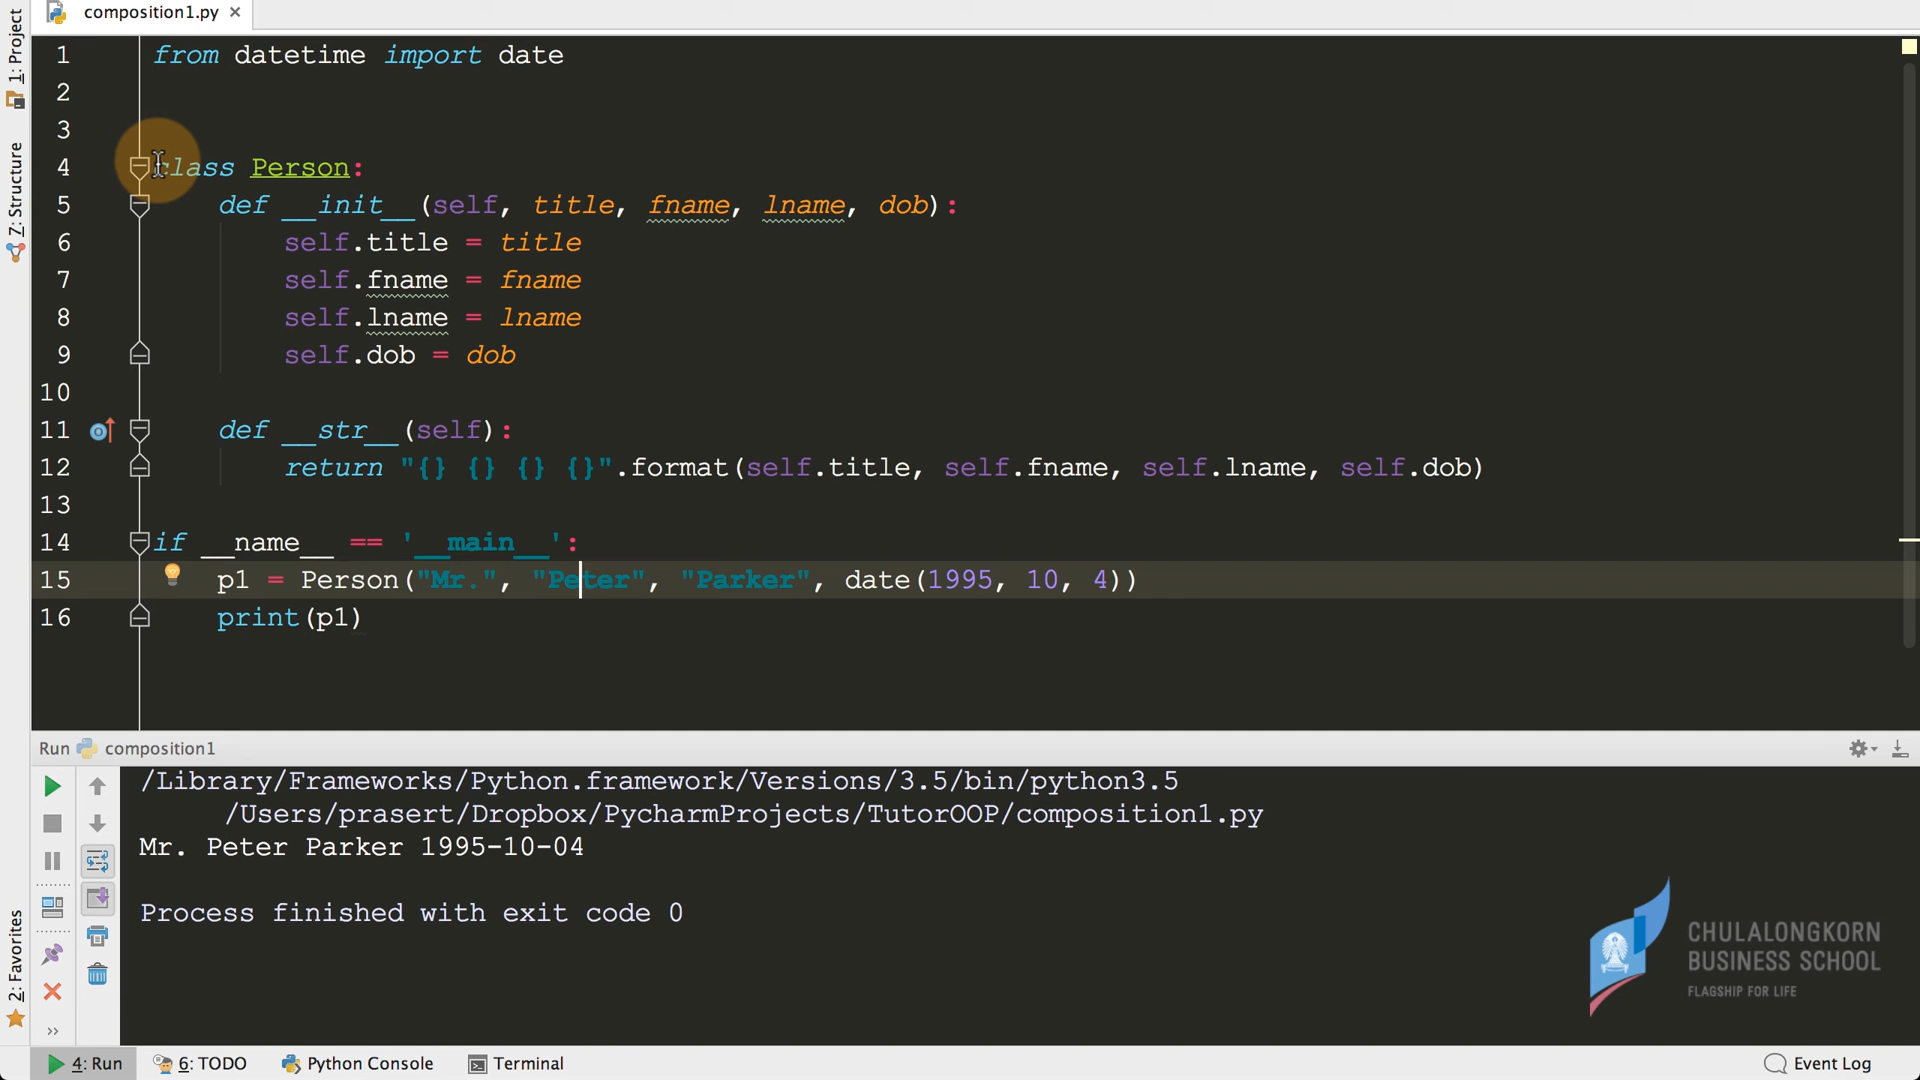 composition1.py
1: Project
7: Structure
2: Favorites
1 from datetime import date
2
3
4 class Person:
5 def __init__(self, title, fname, lname, dob):
6 self.title = title
7 self.fname = fname
8 self.lname = lname
9 self.dob = dob
10
11 def __str__(self):
12 return "{} {} {} {}".format(self.title, self.fname, self.lname, self.dob)
13
14 if __name__ == '__main__':
15 p1 = Person("Mr.", "Peter", "Parker", date(1995, 10, 4))
16 print(p1)
Run composition1
/Library/Frameworks/Python.framework/Versions/3.5/bin/python3.5
/Users/prasert/Dropbox/PycharmProjects/TutorOOP/composition1.py
Mr. Peter Parker 1995-10-04
Process finished with exit code 0
CHULALONGKORN
BUSINESS SCHOOL
FLAGSHIP FOR LIFE
4: Run 6: TODO Python Console Terminal Event Log